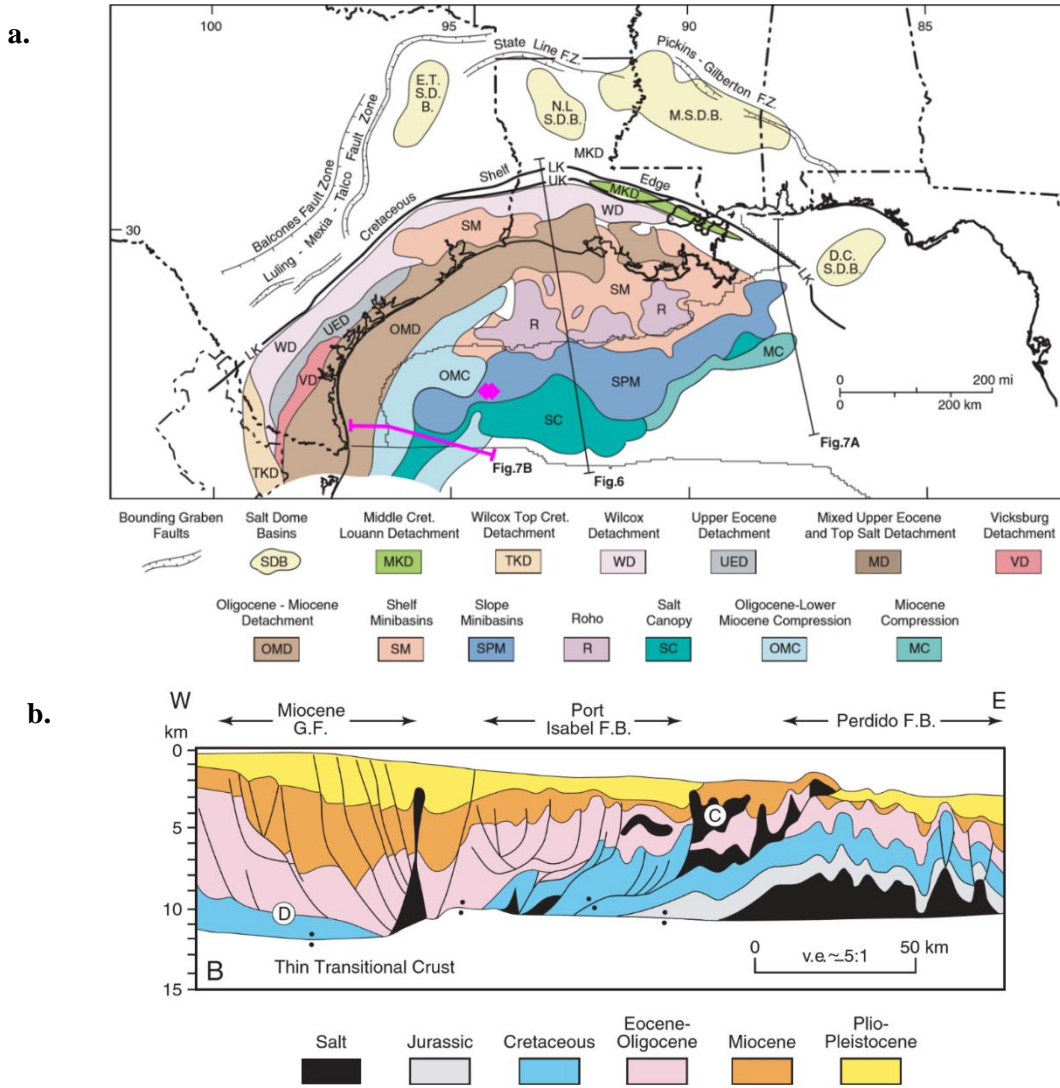 a.
100
95
90
85
30
Balcones Fault Zone
Luling - Mexia - Talco Fault Zone
State Line F.Z.
Pickins - Gilberton F.Z.
E.T.
S.D.
B.
N.L
S.D.B.
M.S.D.B.
D.C.
S.D.B.
MKD
Cretaceous Shelf Edge
LK
UK
MKD
LK
LK
WD
WD
SM
SM
UED
VD
OMD
OMC
R
R
SPM
SC
MC
TKD
0 200 mi
0 200 km
Fig.7B
Fig.6
Fig.7A
Bounding Graben
Faults
Salt Dome
Basins
SDB
Middle Cret.
Louann Detachment
MKD
Wilcox Top Cret.
Detachment
TKD
Wilcox
Detachment
WD
Upper Eocene
Detachment
UED
Mixed Upper Eocene
and Top Salt Detachment
MD
Vicksburg
Detachment
VD
Oligocene - Miocene
Detachment
OMD
Shelf
Minibasins
SM
Slope
Minibasins
SPM
Roho
R
Salt
Canopy
SC
Oligocene-Lower
Miocene Compression
OMC
Miocene
Compression
MC
b.
W
E
km
Miocene
G.F.
Port
Isabel F.B.
Perdido F.B.
0
5
10
15
C
D
B
Thin Transitional Crust
0 50 km
v.e.~5:1
Salt
Jurassic
Cretaceous
Eocene-
Oligocene
Miocene
Plio-
Pleistocene